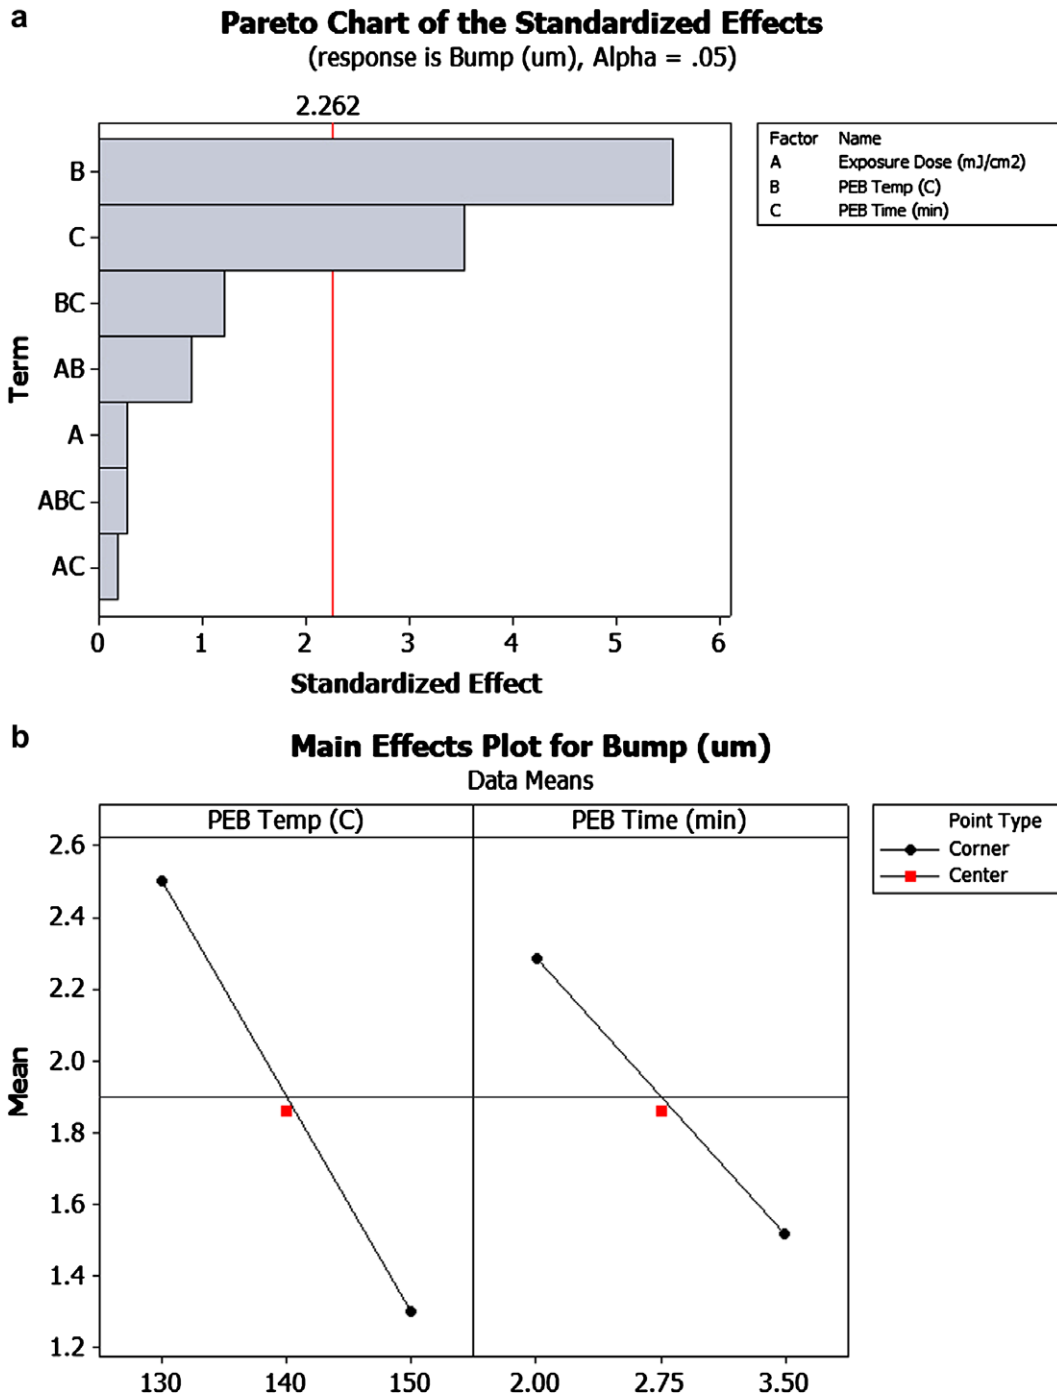 a
Pareto Chart of the Standardized Effects
(response is Bump (um), Alpha = .05)
2.262
Factor Name
A Exposure Dose (mJ/cm2)
B PEB Temp (C)
C PEB Time (min)
Term
B
C
BC
AB
A
ABC
AC
0 1 2 3 4 5 6
Standardized Effect
b
Main Effects Plot for Bump (um)
Data Means
PEB Temp (C) PEB Time (min)
Point Type
Corner
Center
Mean
2.6
2.4
2.2
2.0
1.8
1.6
1.4
1.2
130 140 150 2.00 2.75 3.50